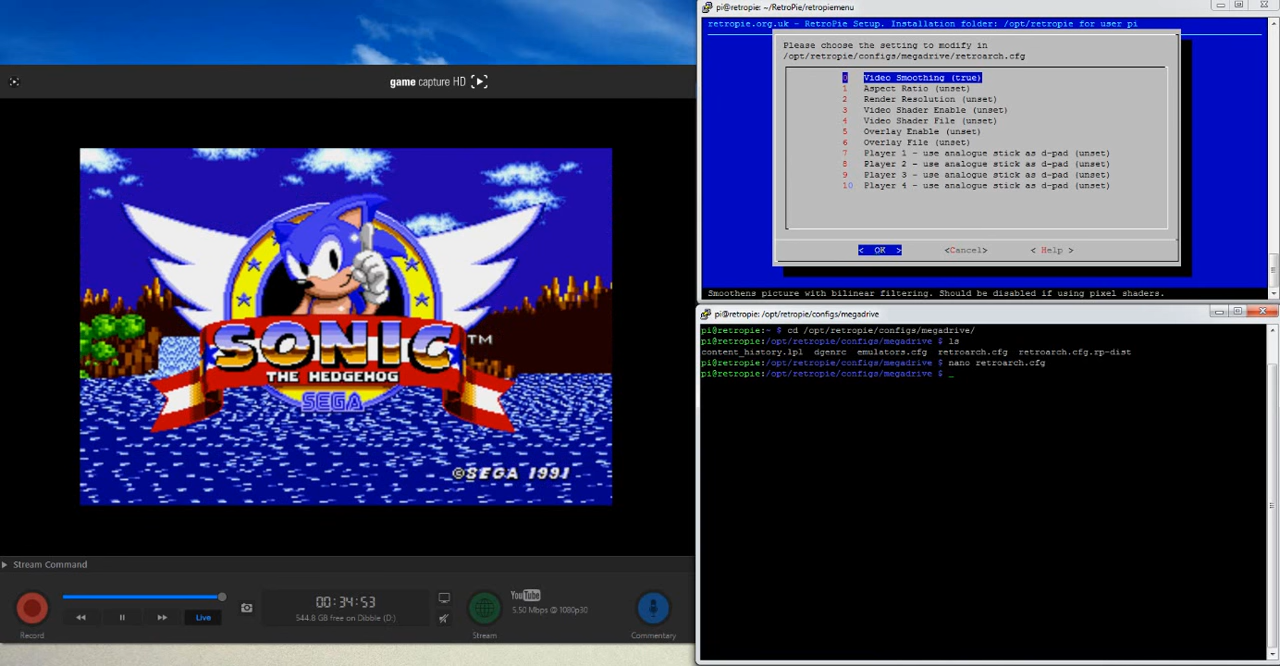 game capture HD
SONIC
TM
THE HEDGEHOG
SEGA
©SEGA 1991
Stream Command
Record
Live
00:34:53
544.8 GB free on Dibble (D:)
Stream
YouTube
5.50 Mbps @ 1080p30
Commentary
pi@retropie: ~/RetroPie/retropiemenu
retropie.org.uk - RetroPie Setup. Installation folder: /opt/retropie for user pi
Please choose the setting to modify in
/opt/retropie/configs/megadrive/retroarch.cfg
0 Video Smoothing (true)
1 Aspect Ratio (unset)
2 Render Resolution (unset)
3 Video Shader Enable (unset)
4 Video Shader File (unset)
5 Overlay Enable (unset)
6 Overlay File (unset)
7 Player 1 - use analogue stick as d-pad (unset)
8 Player 2 - use analogue stick as d-pad (unset)
9 Player 3 - use analogue stick as d-pad (unset)
10 Player 4 - use analogue stick as d-pad (unset)
< OK > <Cancel> < Help >
Smoothens picture with bilinear filtering. Should be disabled if using pixel shaders.
pi@retropie: /opt/retropie/configs/megadrive
pi@retropie:~ $ cd /opt/retropie/configs/megadrive/
pi@retropie:/opt/retropie/configs/megadrive $ ls
content_history.lpl dgenrc emulators.cfg retroarch.cfg retroarch.cfg.rp-dist
pi@retropie:/opt/retropie/configs/megadrive $ nano retroarch.cfg
pi@retropie:/opt/retropie/configs/megadrive $ _